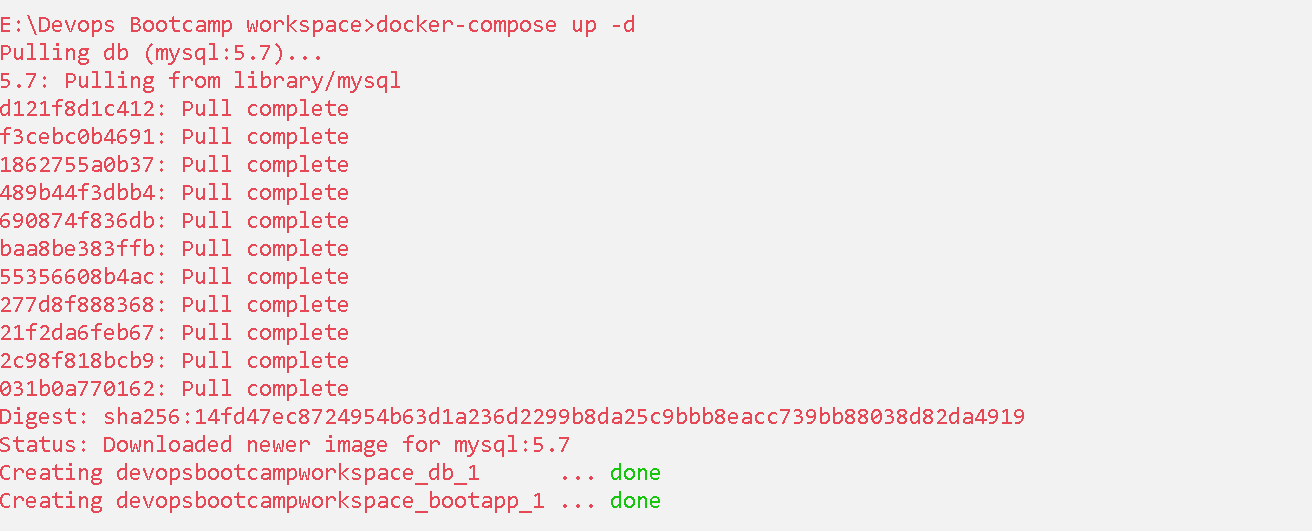 E:\Devops Bootcamp workspace>docker-compose up -d
Pulling db (mysql:5.7)...
5.7: Pulling from library/mysql
d121f8d1c412: Pull complete
f3cebc0b4691: Pull complete
1862755a0b37: Pull complete
489b44f3dbb4: Pull complete
690874f836db: Pull complete
baa8be383ffb: Pull complete
55356608b4ac: Pull complete
277d8f888368: Pull complete
21f2da6feb67: Pull complete
2c98f818bcb9: Pull complete
031b0a770162: Pull complete
Digest: sha256:14fd47ec8724954b63d1a236d2299b8da25c9bbb8eacc739bb88038d82da4919
Status: Downloaded newer image for mysql:5.7
Creating devopsbootcampworkspace_db_1     ... done
Creating devopsbootcampworkspace_bootapp_1 ... done